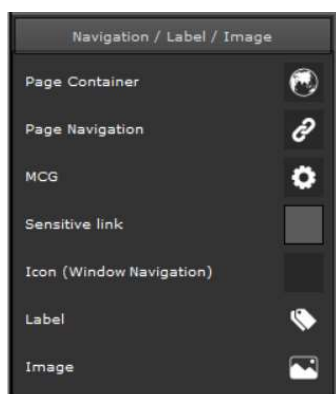 Navigation / Label / Image
Page Container
Page Navigation
MCG
Sensitive link
Icon (Window Navigation)
Label
Image